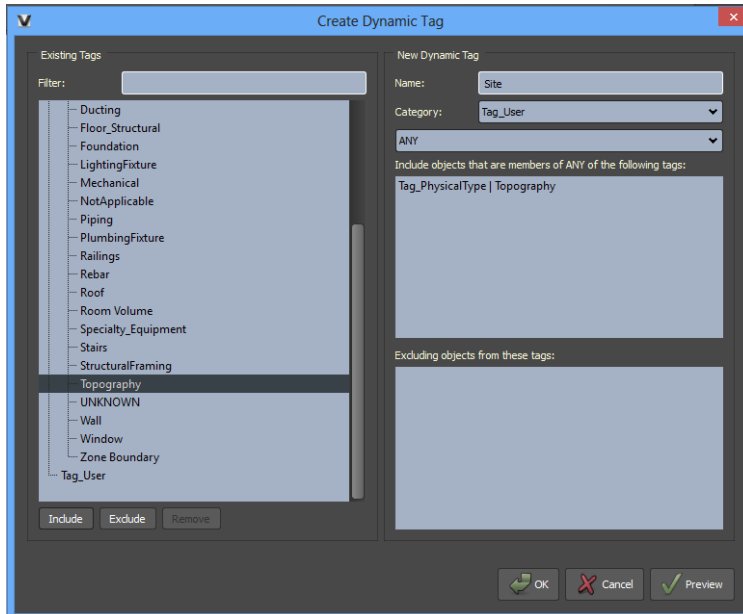 Create Dynamic Tag
Existing Tags
Filter:
Ducting
Floor_Structural
Foundation
LightingFixture
Mechanical
NotApplicable
Piping
PlumbingFixture
Railings
Rebar
Roof
Room Volume
Specialty_Equipment
Stairs
StructuralFraming
Topography
UNKNOWN
Wall
Window
Zone Boundary
Tag_User
Include Exclude Remove
New Dynamic Tag
Name: Site
Category: Tag_User
ANY
Include objects that are members of ANY of the following tags:
Tag_PhysicalType | Topography
Excluding objects from these tags:
OK Cancel Preview